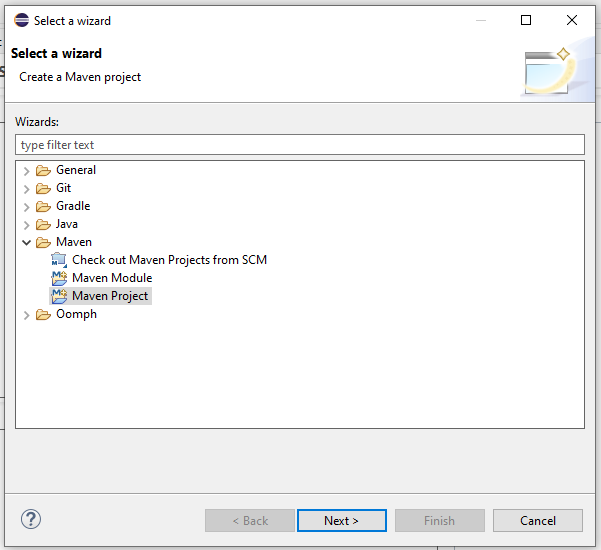 Select a wizard
Select a wizard
Create a Maven project
Wizards:
type filter text
General
Git
Gradle
Java
Maven
Check out Maven Projects from SCM
Maven Module
Maven Project
Oomph
?
< Back
Next >
Finish
Cancel